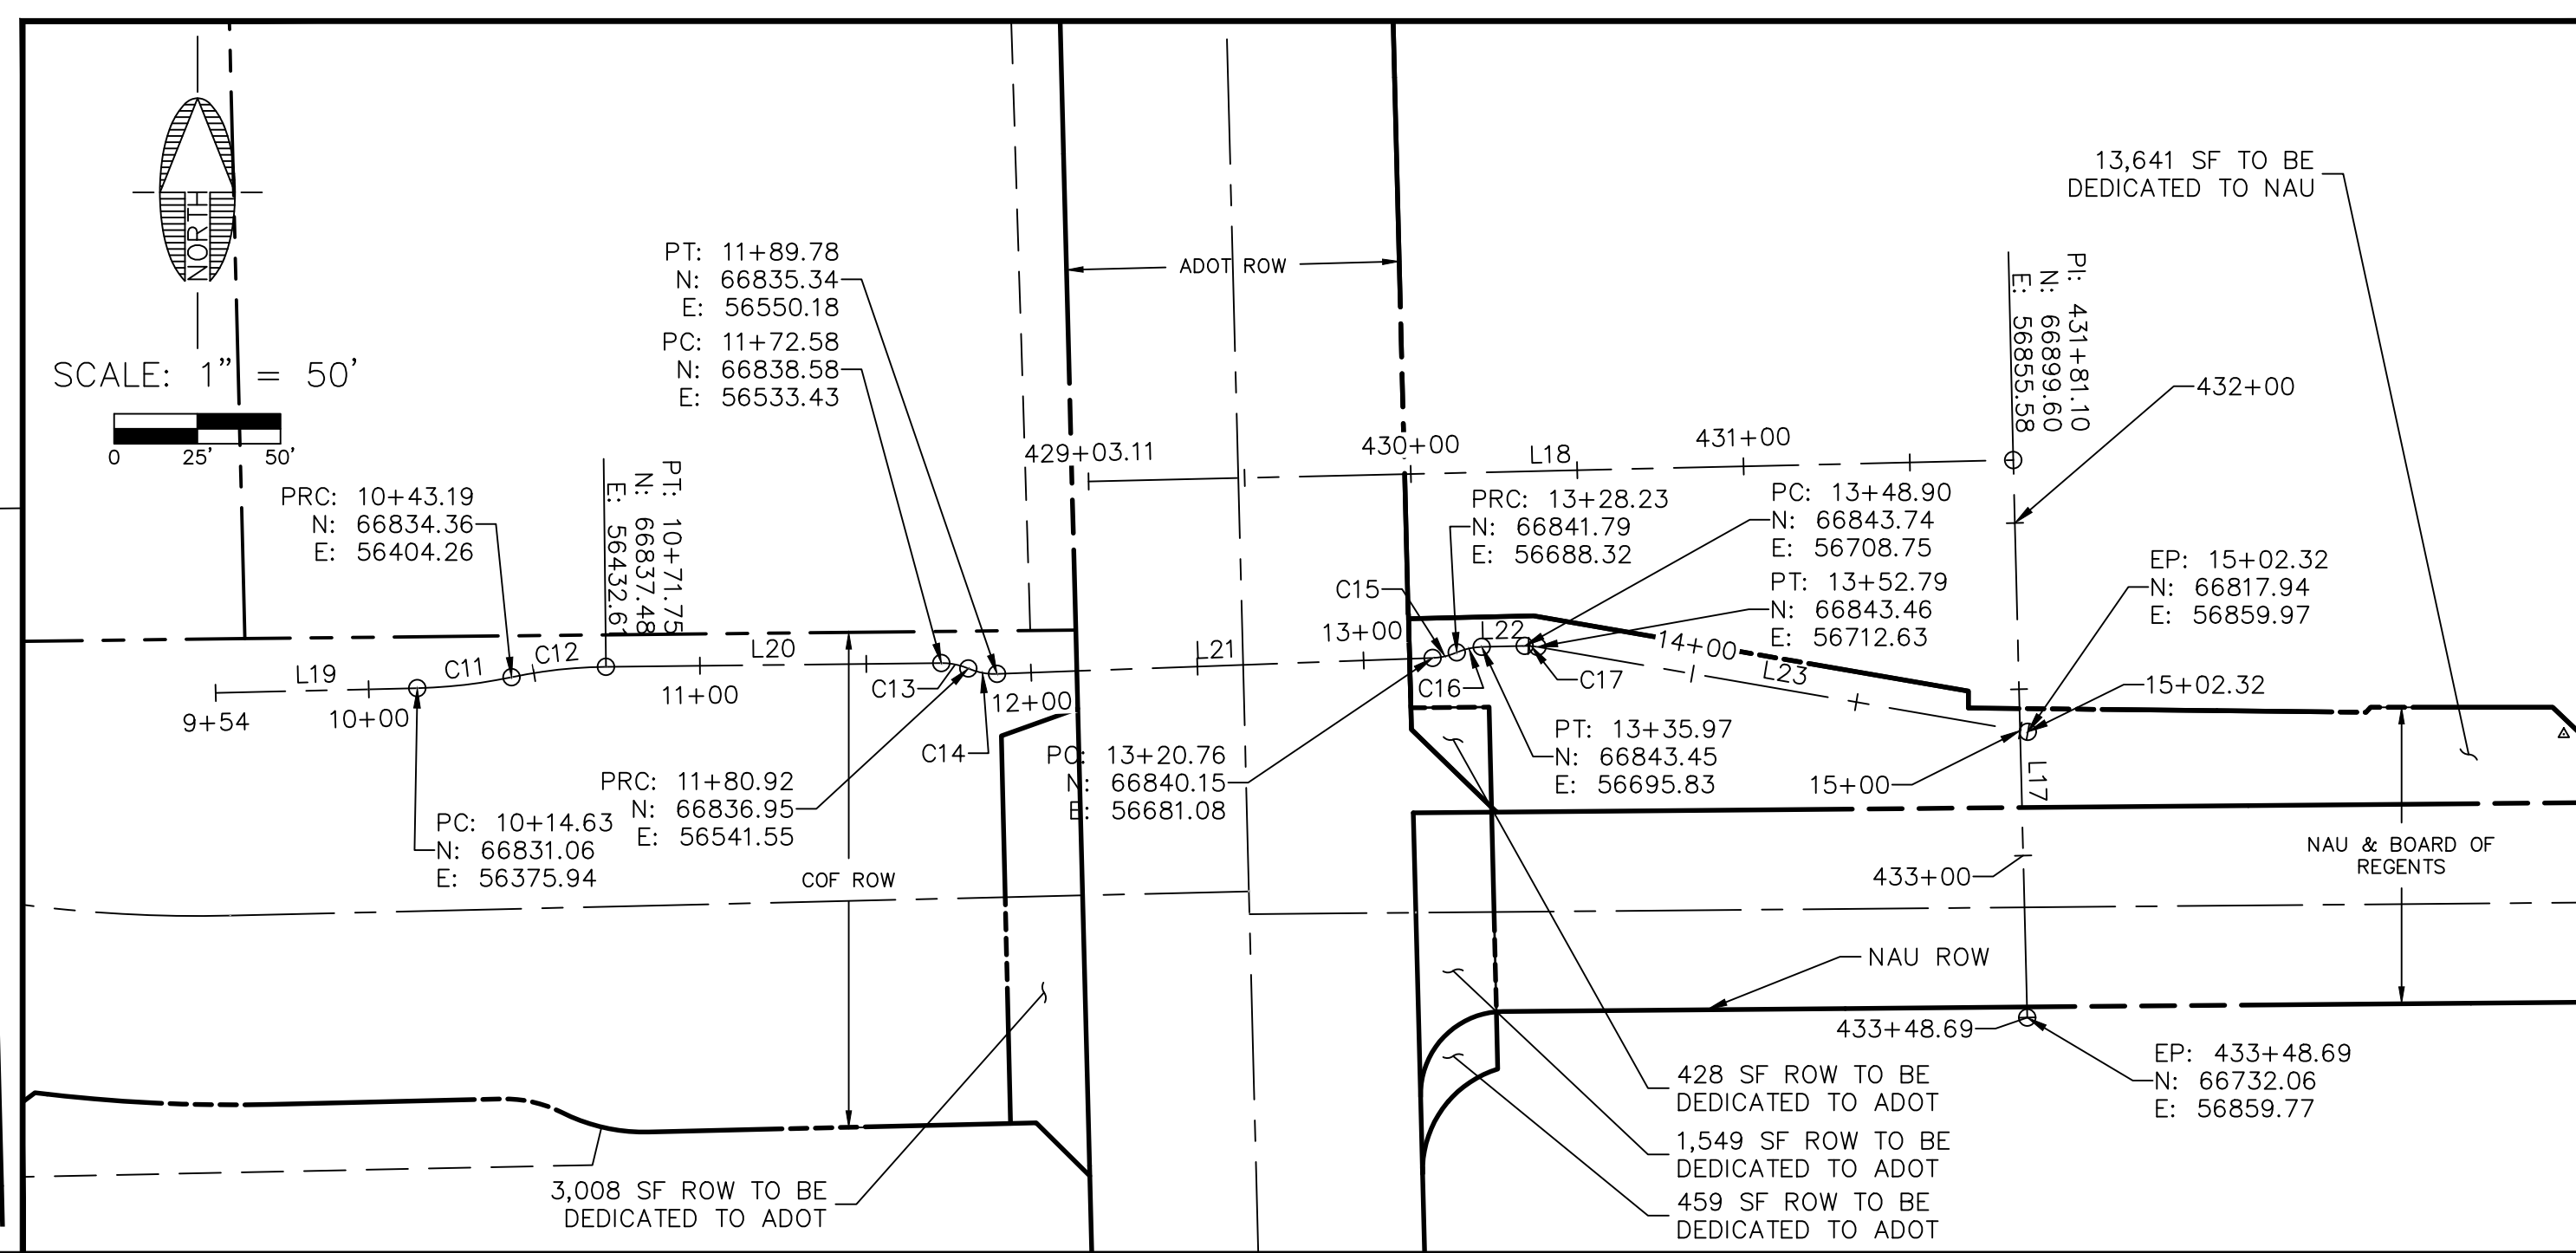 13,641 SF TO BE
DEDICATED TO NAU
NORTH
SCALE: 1” = 50’
0 25’ 50’
PT: 11+89.78
N: 66835.34
E: 56550.18
PC: 11+72.58
N: 66838.58
E: 56533.43
ADOT ROW
PI: 431+81.10
N: 66899.60
E: 56855.58
432+00
429+03.11
430+00
L18
431+00
PRC: 10+43.19
N: 66834.36
E: 56404.26
PT: 10+71.75
N: 66837.48
E: 56432.6
PRC: 13+28.23
N: 66841.79
E: 56688.32
PC: 13+48.90
N: 66843.74
E: 56708.75
PT: 13+52.79
N: 66843.46
E: 56712.63
EP: 15+02.32
N: 66817.94
E: 56859.97
C15
13+00
L22
14+00
L23
L19
C11
C12
L20
L21
C13
C16
C17
15+02.32
9+54
10+00
11+00
12+00
C14
PC: 13+20.76
N: 66840.15
E: 56681.08
PT: 13+35.97
N: 66843.45
E: 56695.83
15+00
L17
PRC: 11+80.92
N: 66836.95
E: 56541.55
PC: 10+14.63
N: 66831.06
E: 56375.94
COF ROW
433+00
NAU & BOARD OF
REGENTS
NAU ROW
433+48.69
EP: 433+48.69
N: 66732.06
E: 56859.77
428 SF ROW TO BE
DEDICATED TO ADOT
1,549 SF ROW TO BE
DEDICATED TO ADOT
459 SF ROW TO BE
DEDICATED TO ADOT
3,008 SF ROW TO BE
DEDICATED TO ADOT